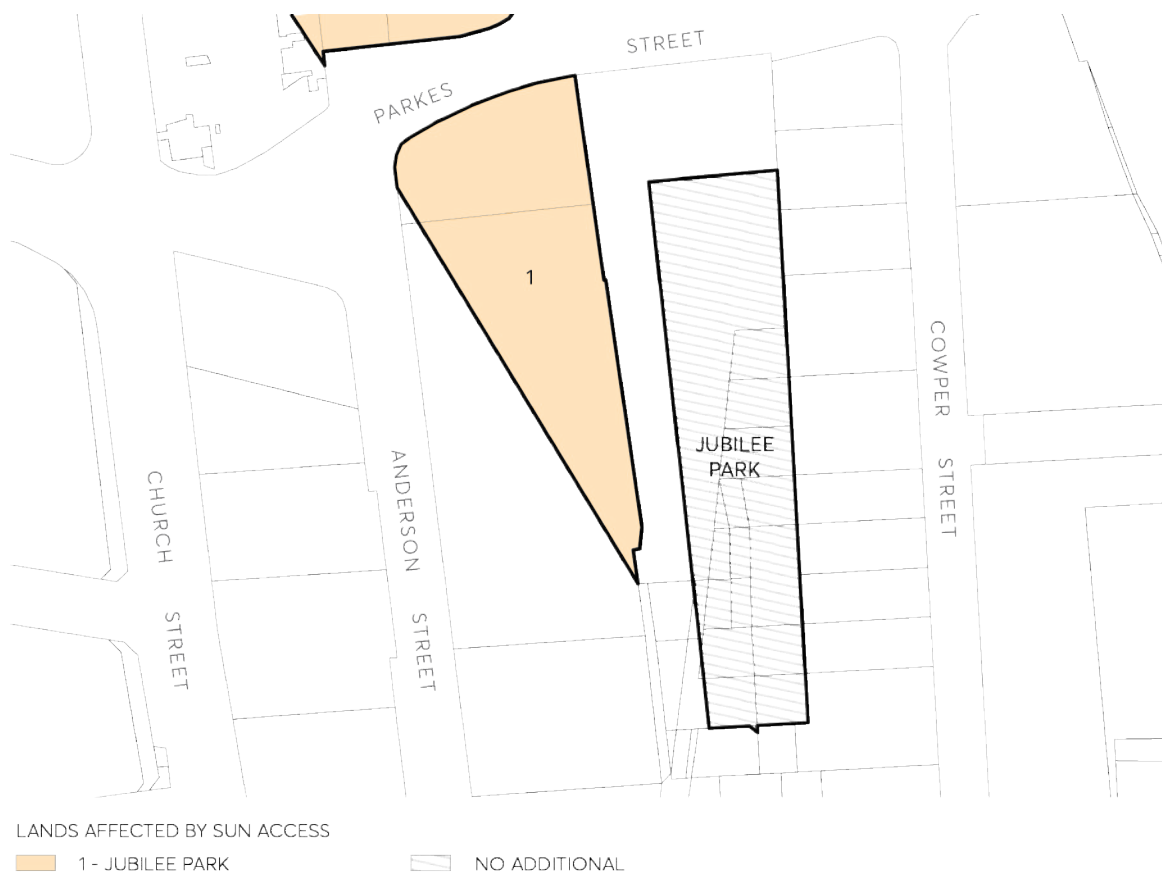 STREET
PARKES
1
COWPER
JUBILEE
PARK
ANDERSON
STREET
CHURCH
STREET
STREET
LANDS AFFECTED BY SUN ACCESS
1 - JUBILEE PARK
NO ADDITIONAL